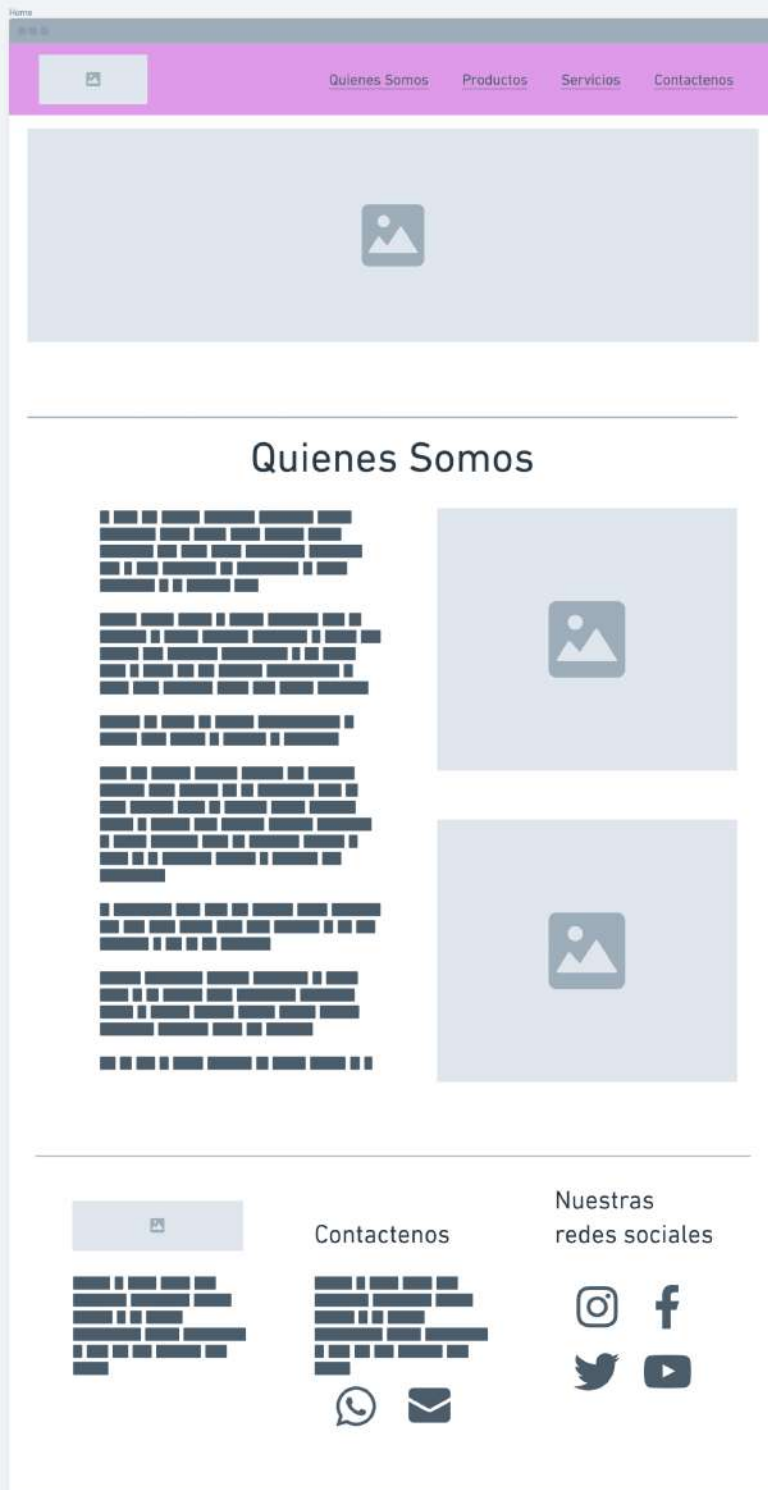 Home
Quienes Somos Productos Servicios Contactenos
Quienes Somos
Nuestras
redes sociales
Contactenos